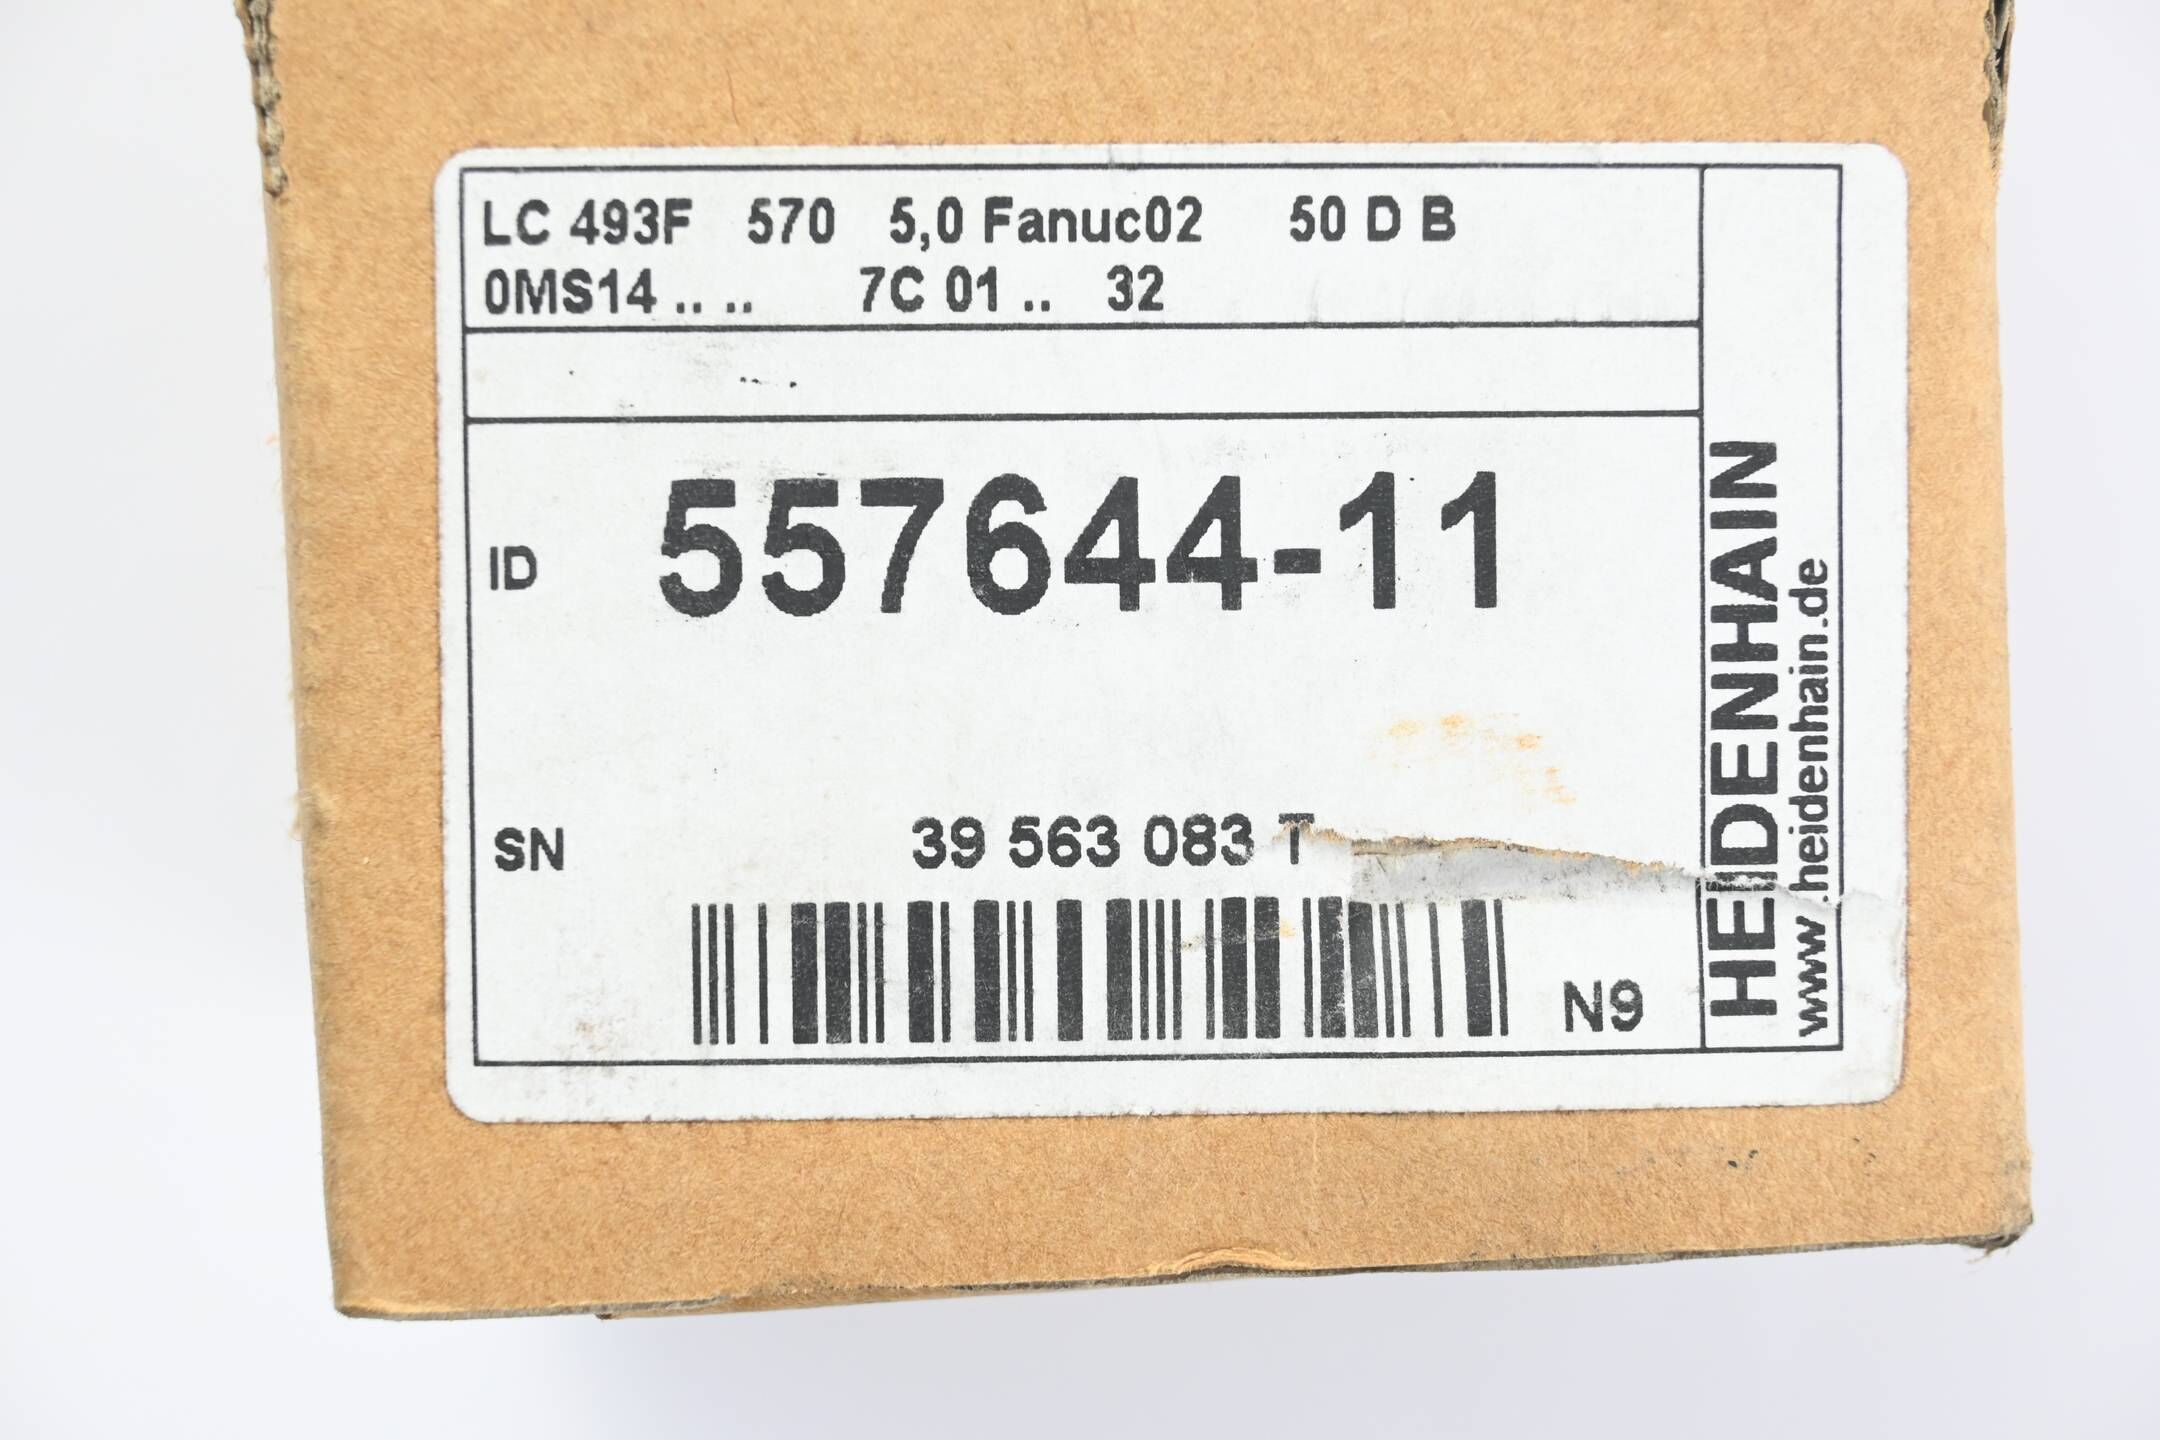 LC 493F 570 5,0 Fanuc02 50 D B
0MS14 .. .. 7C 01 .. 32
ID 557644-11
SN 39 563 083 T
N9
HEIDENHAIN
www.heidenhain.de